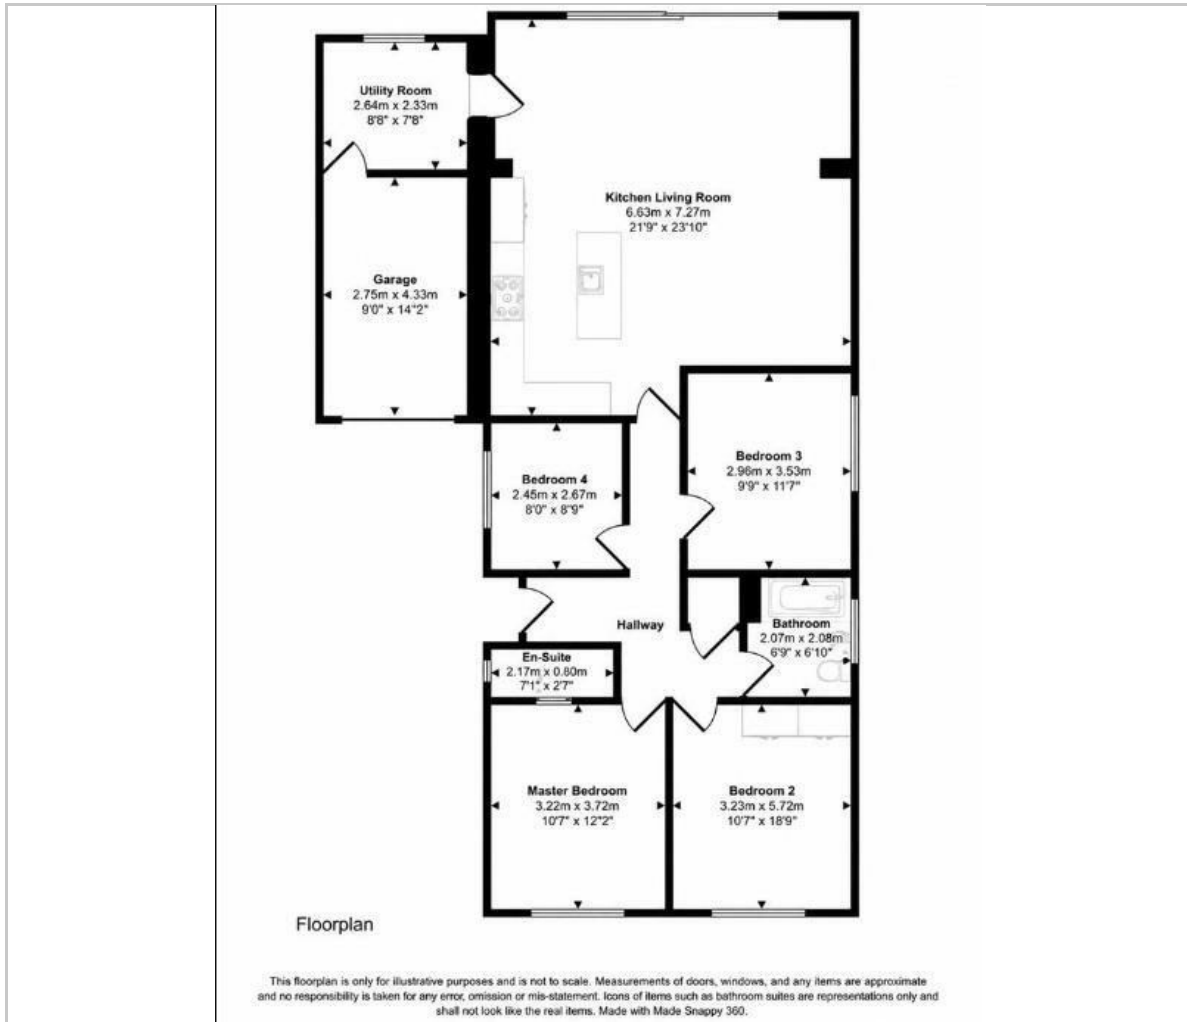 Utility Room
2.64m x 2.33m
8'8" x 7'8"
Kitchen Living Room
6.63m x 7.27m
21'9" x 23'10"
Garage
2.75m x 4.33m
9'0" x 14'2"
Bedroom 3
2.96m x 3.53m
9'9" x 11'7"
Bedroom 4
2.45m x 2.67m
8'0" x 8'9"
Hallway
Bathroom
2.07m x 2.08m
6'9" x 6'10"
En-Suite
2.17m x 0.80m
7'1" x 2'7"
Master Bedroom
3.22m x 3.72m
10'7" x 12'2"
Bedroom 2
3.23m x 5.72m
10'7" x 18'9"
Floorplan
This floorplan is only for illustrative purposes and is not to scale. Measurements of doors, windows, and any items are approximate
and no responsibility is taken for any error, omission or mis-statement. Icons of items such as bathroom suites are representations only and
shall not look like the real items. Made with Made Snappy 360.